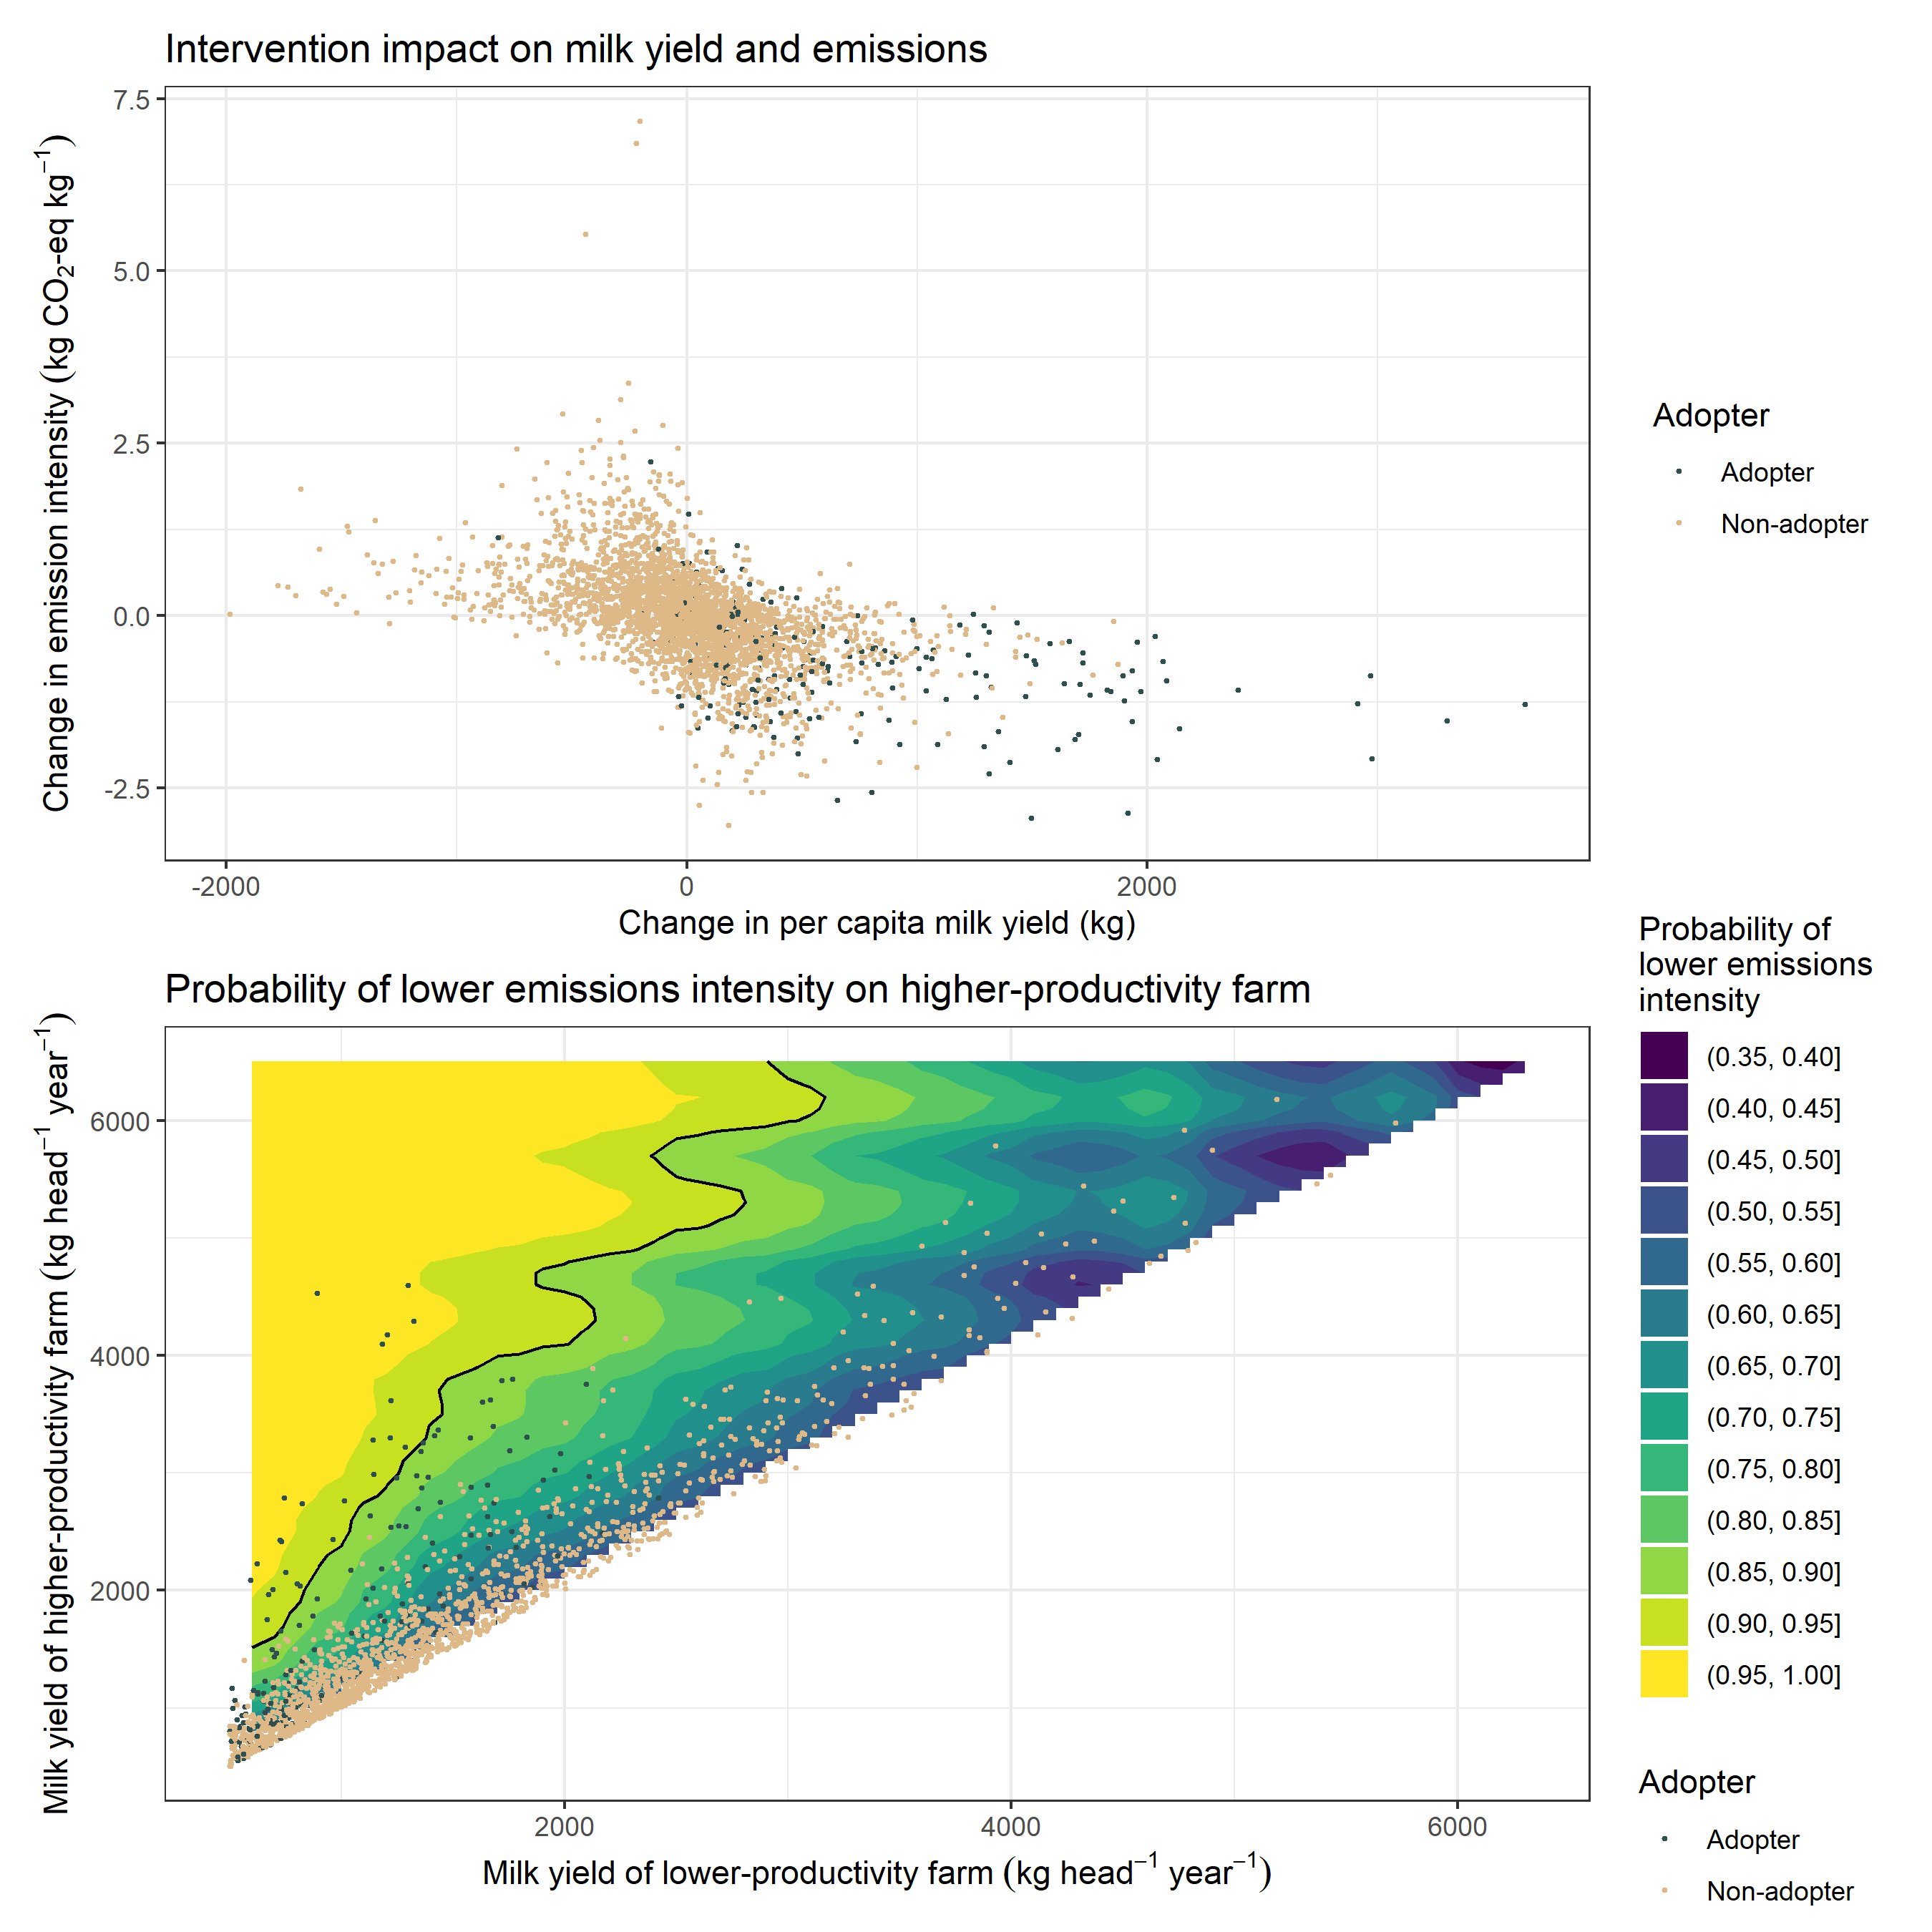 Intervention impact on milk yield and emissions
Change in emission intensity (kg CO₂-eq kg⁻¹)
7.5
5.0
2.5
0.0
-2.5
-2000
0
2000
Change in per capita milk yield (kg)
Adopter
Adopter
Non-adopter
Probability of lower emissions intensity on higher-productivity farm
Milk yield of higher-productivity farm (kg head⁻¹ year⁻¹)
6000
4000
2000
2000
4000
6000
Milk yield of lower-productivity farm (kg head⁻¹ year⁻¹)
Probability of
lower emissions
intensity
(0.35, 0.40]
(0.40, 0.45]
(0.45, 0.50]
(0.50, 0.55]
(0.55, 0.60]
(0.60, 0.65]
(0.65, 0.70]
(0.70, 0.75]
(0.75, 0.80]
(0.80, 0.85]
(0.85, 0.90]
(0.90, 0.95]
(0.95, 1.00]
Adopter
Adopter
Non-adopter